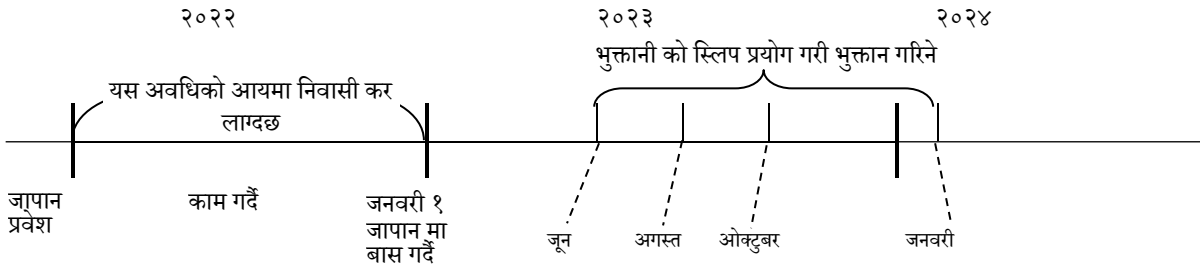 २०२२
२०२३
२०२४
भुक्तानी को स्लिप प्रयोग गरी भुक्तान गरिने
यस अवधिको आयमा निवासी कर
लाग्दछ
जापान
प्रवेश
काम गर्दै
जनवरी १
जापान मा
बास गर्दै
जून
अगस्त
ओक्टुबर
जनवरी